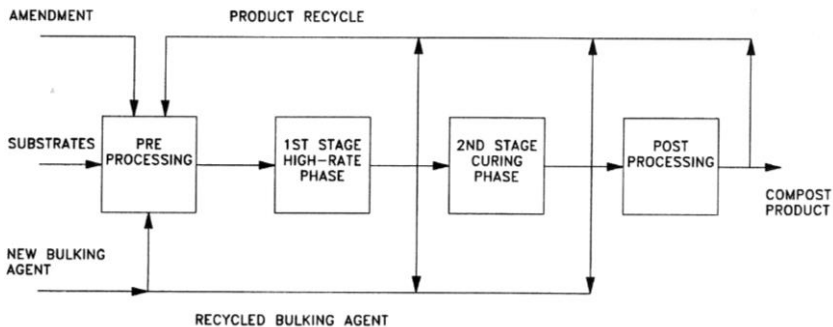 AMENDMENT
PRODUCT RECYCLE
SUBSTRATES
PRE
PROCESSING
1ST STAGE
HIGH-RATE
PHASE
2ND STAGE
CURING
PHASE
POST
PROCESSING
COMPOST
PRODUCT
NEW BULKING
AGENT
RECYCLED BULKING AGENT